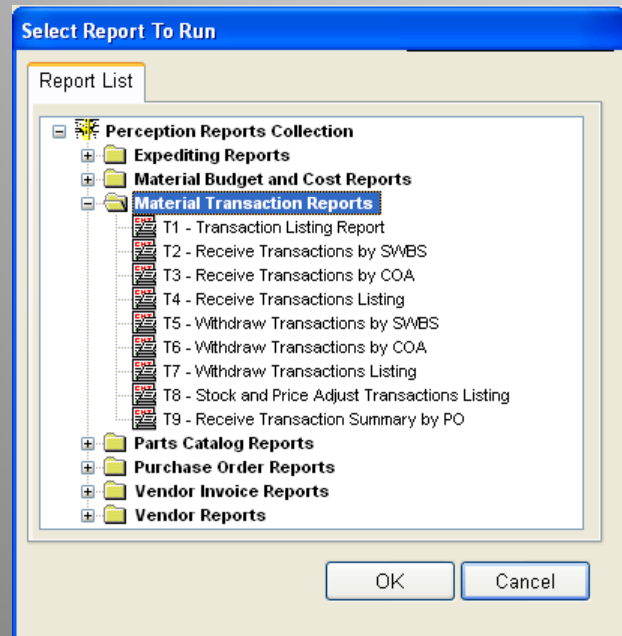 Select Report To Run
Report List
Perception Reports Collection
Expediting Reports
Material Budget and Cost Reports
Material Transaction Reports
T1 - Transaction Listing Report
T2 - Receive Transactions by SWBS
T3 - Receive Transactions by COA
T4 - Receive Transactions Listing
T5 - Withdraw Transactions by SWBS
T6 - Withdraw Transactions by COA
T7 - Withdraw Transactions Listing
T8 - Stock and Price Adjust Transactions Listing
T9 - Receive Transaction Summary by PO
Parts Catalog Reports
Purchase Order Reports
Vendor Invoice Reports
Vendor Reports
OK Cancel